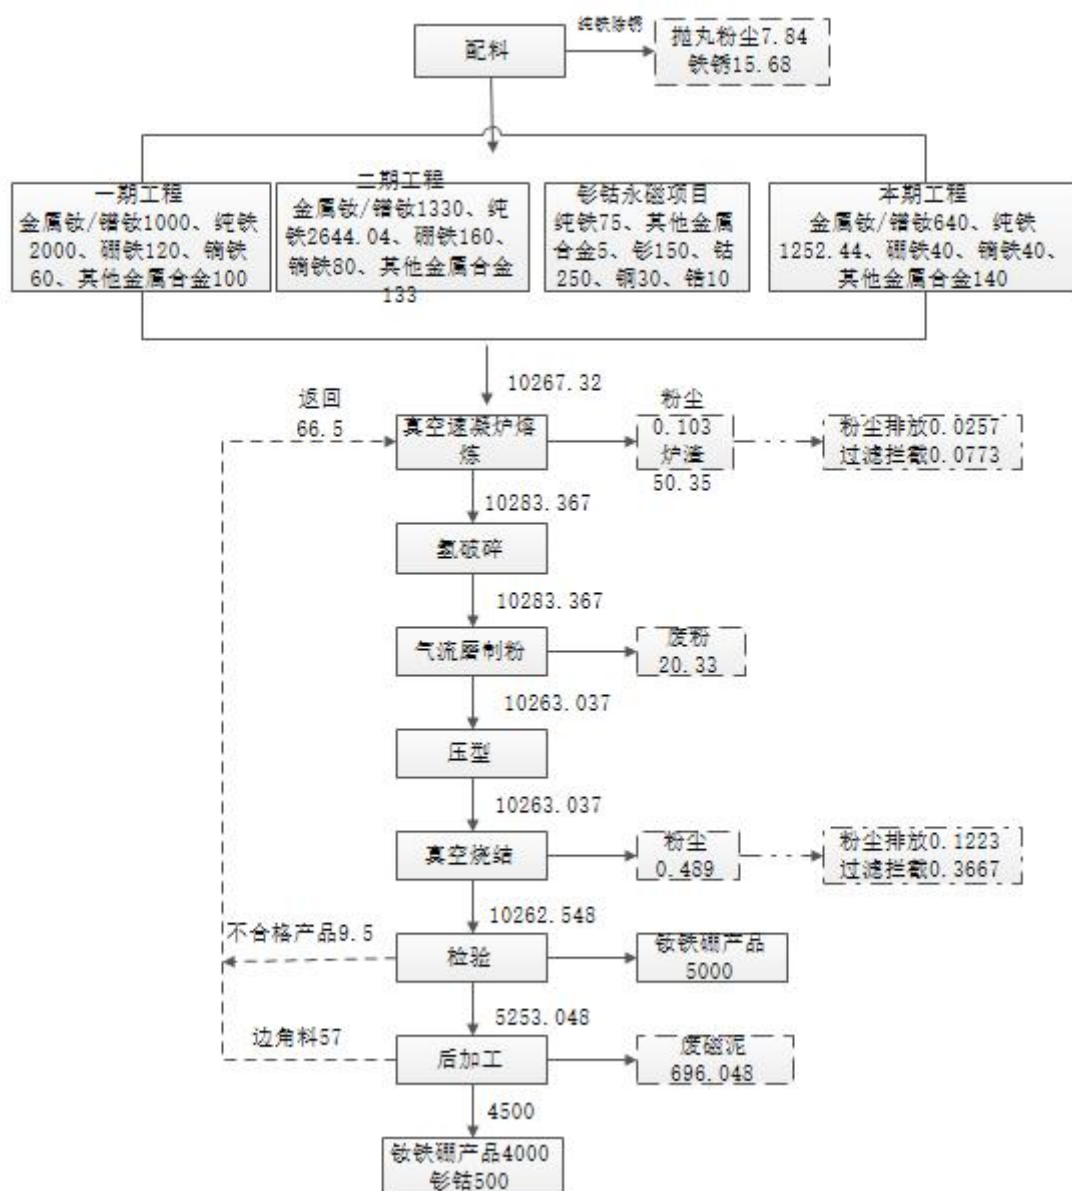 纯铁除锈
配料
抛丸粉尘7.84
铁锈15.68
一期工程
金属钕/镨钕1000、纯铁
2000、硼铁120、镝铁
60、其他金属合金100
二期工程
金属钕/镨钕1330、纯
铁2644.04、硼铁160、
镝铁80、其他金属合金
133
钐钴永磁项目
纯铁75、其他金属
合金5、钐150、钴
250、铜30、锆10
本期工程
金属钕/镨钕640、纯铁
1252.44、硼铁40、镝铁40、
其他金属合金140
10267.32
返回
66.5
真空速凝炉熔
炼
粉尘
0.103
炉渣
50.35
粉尘排放0.0257
过滤拦截0.0773
10283.367
氢破碎
10283.367
气流磨制粉
废粉
20.33
10263.037
压型
10263.037
真空烧结
粉尘
0.489
粉尘排放0.1223
过滤拦截0.3667
10262.548
不合格产品9.5
检验
钕铁硼产品
5000
5253.048
边角料57
后加工
废磁泥
696.048
4500
钕铁硼产品4000
钐钴500